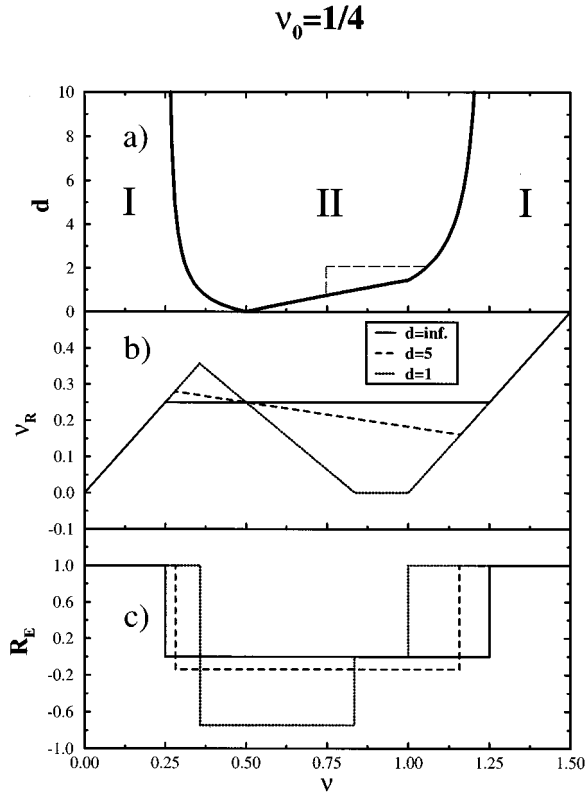 ν₀=1/4
10
8
6
4
2
0
d
a)
I
II
I
0.4
0.3
0.2
0.1
0.0
-0.1
ν_R
b)
d=inf.
d=5
d=1
1.0
0.6
0.2
-0.2
-0.6
-1.0
R_E
c)
0.00
0.25
0.50
0.75
1.00
1.25
1.50
ν